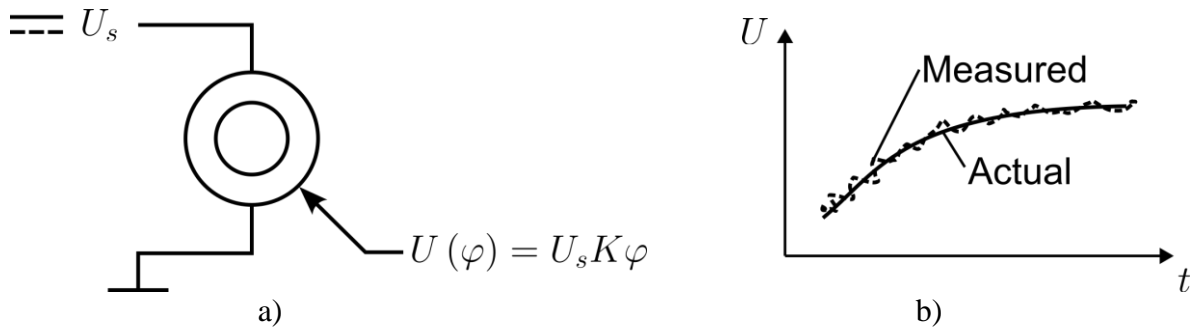 U_s
U (φ) = U_s K φ
a)
U
Measured
Actual
t
b)